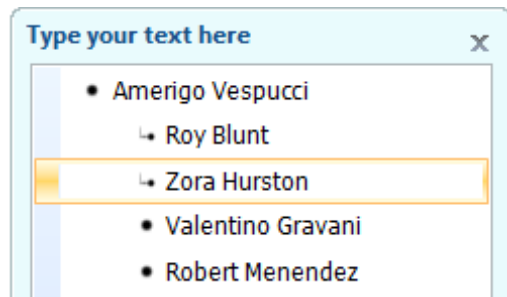 Type your text here
Amerigo Vespucci
Roy Blunt
Zora Hurston
Valentino Gravani
Robert Menendez